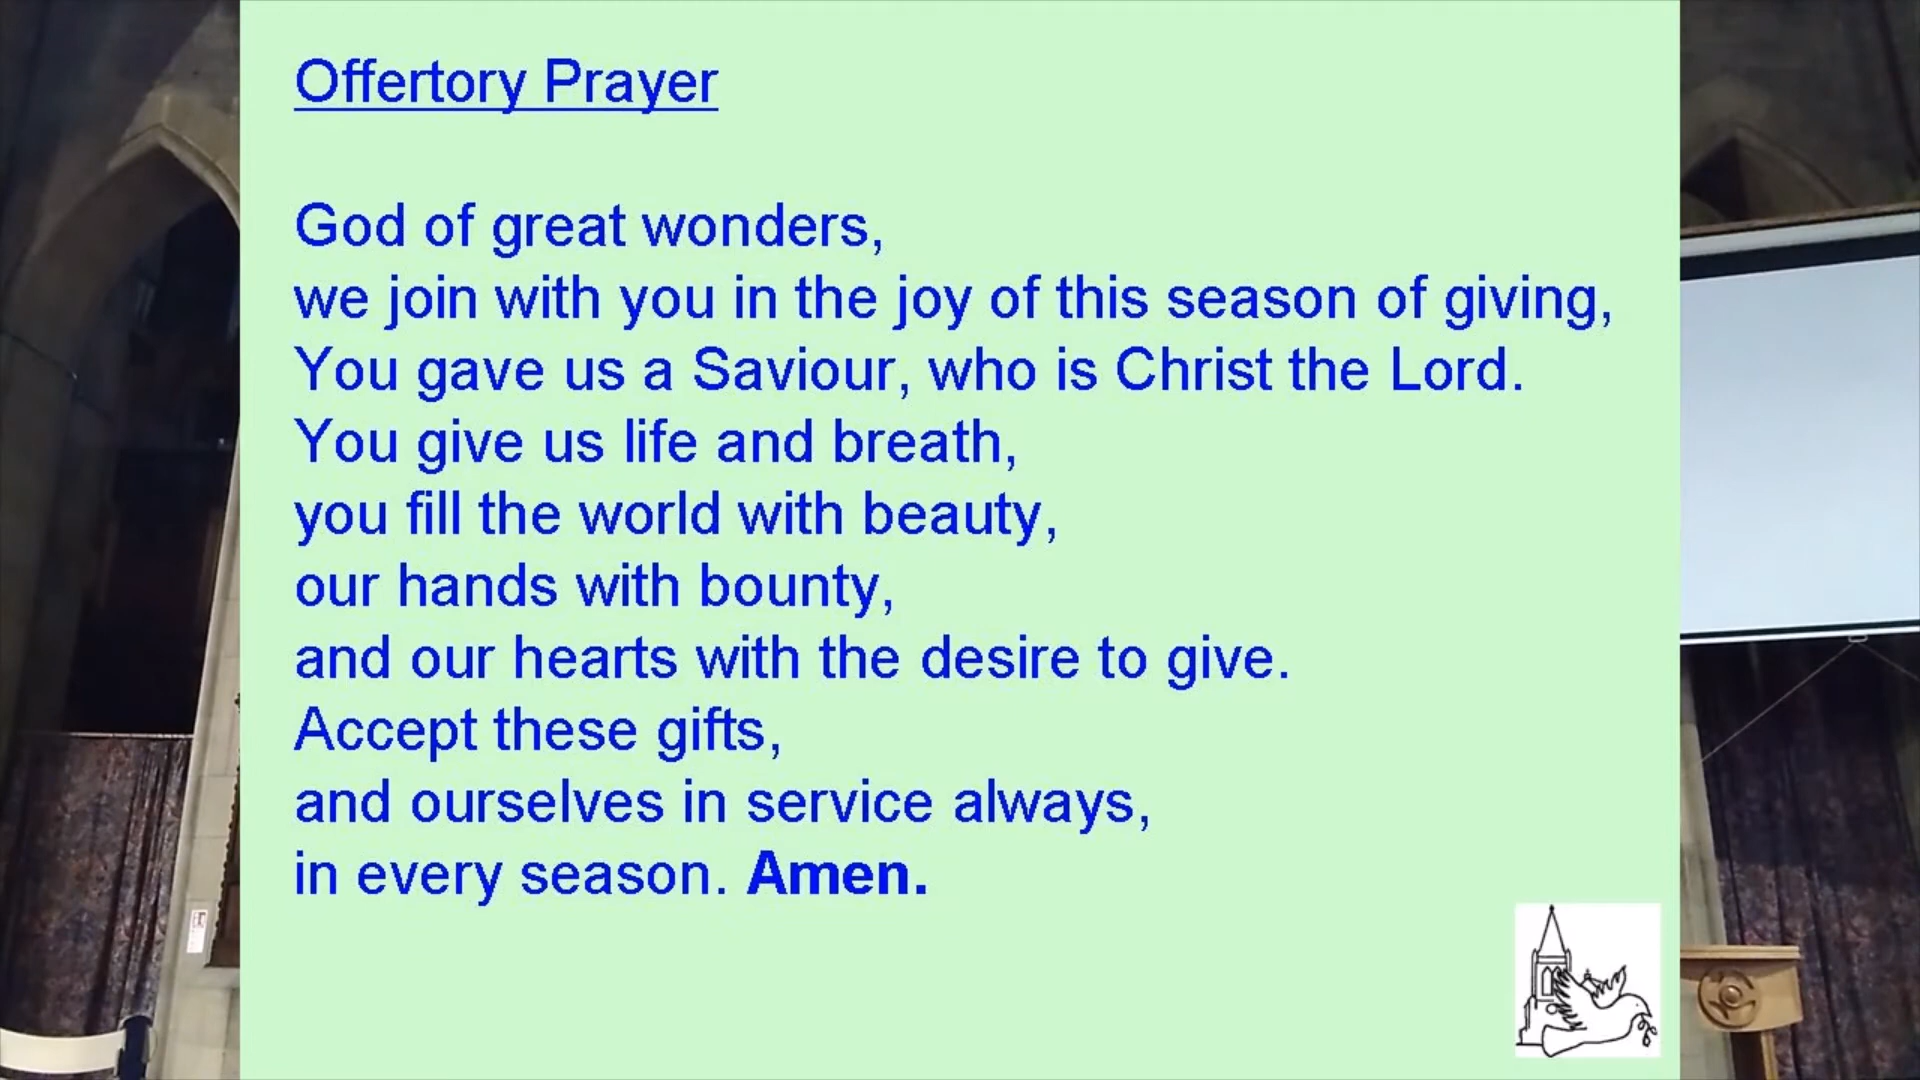 Offertory Prayer
God of great wonders,
we join with you in the joy of this season of giving,
You gave us a Saviour, who is Christ the Lord.
You give us life and breath,
you fill the world with beauty,
our hands with bounty,
and our hearts with the desire to give.
Accept these gifts,
and ourselves in service always,
in every season. Amen.